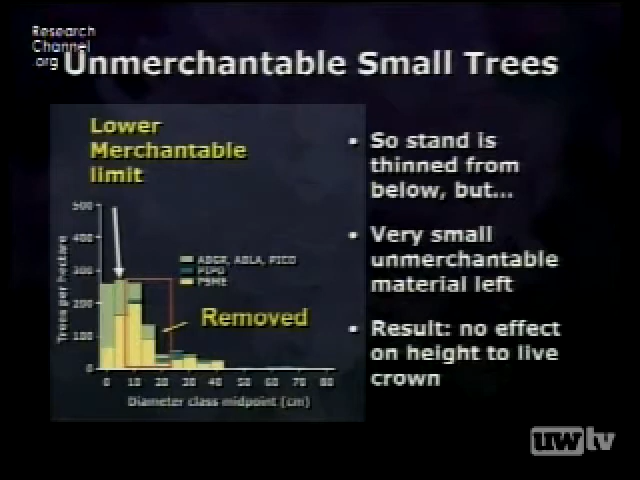 Research
Channel
.org
Unmerchantable Small Trees
Lower
Merchantable
limit
500
400
300
200
100
0
Trees per hectare
ABGR, ABLA, PICO
PIPO
PSME
Removed
0 10 20 30 40 50 60 70 80
Diameter class midpoint (cm)
• So stand is
thinned from
below, but...
• Very small
unmerchantable
material left
• Result: no effect
on height to live
crown
uwtv